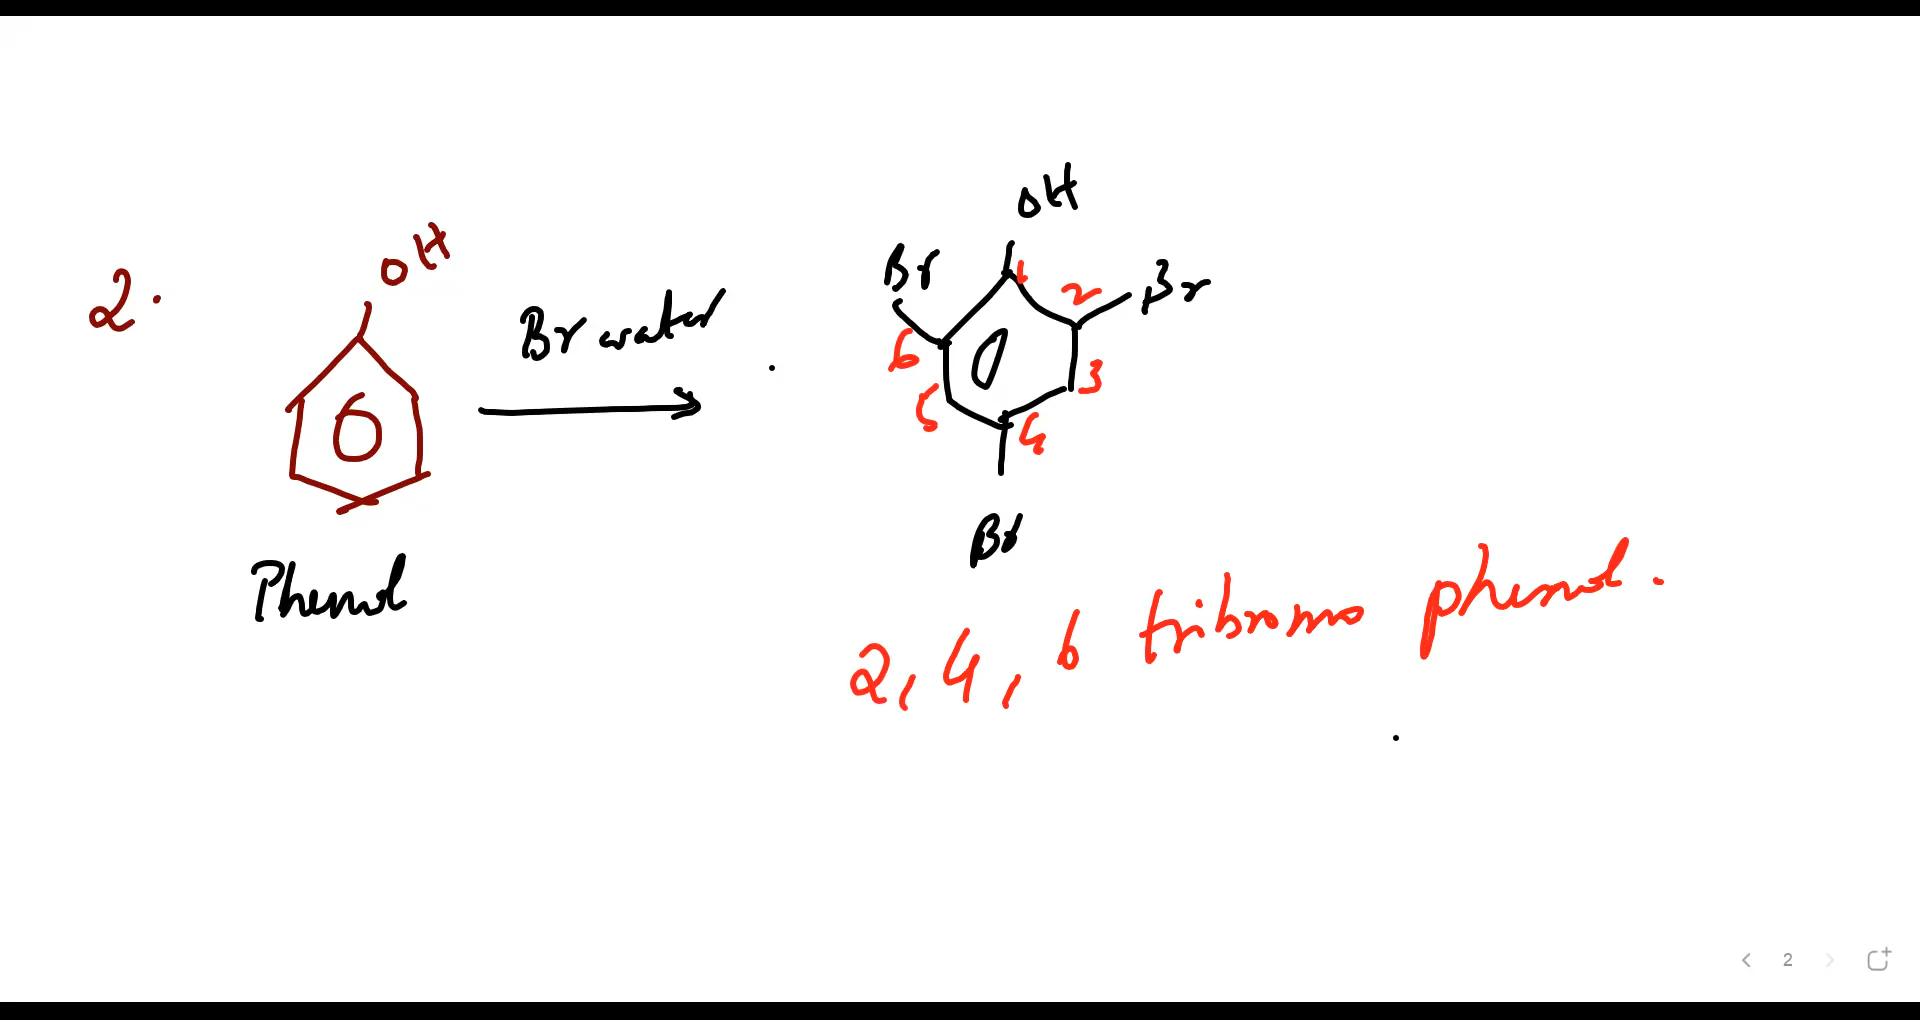 2.
OH
Br water
Phenol
OH
Br
Br
1
2
3
4
5
6
Br
2, 4, 6 tribromo phenol.
2